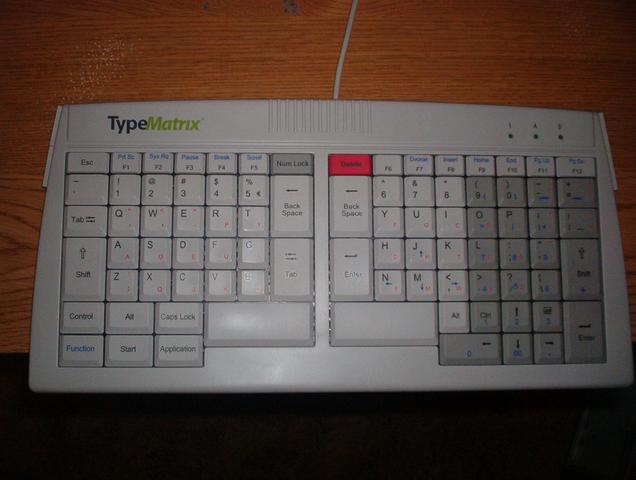 TypeMatrix
1 A
Esc Prt Sc F1 Sys Rq F2 Pause F3 Break F4 Scroll F5 Num Lock Delete F6 Dvorak F7 Insert F8 Home F9 End F10 Pg Up F11 Pg Dn F12
~ ! 1 @ 2 # 3 $ 4 % 5 € ← Back Space ← Back Space ^ 6 & 7 * 8 ( 9 ) 0
Tab Q W E R T Y U I O P
⇧ Shift A S D F G Tab ← Enter H J K L ⇧ Shift
Z X C V B N M < > ?
Control Alt Caps Lock Alt Ctrl ← Enter
Function Start Application 0 ← 00